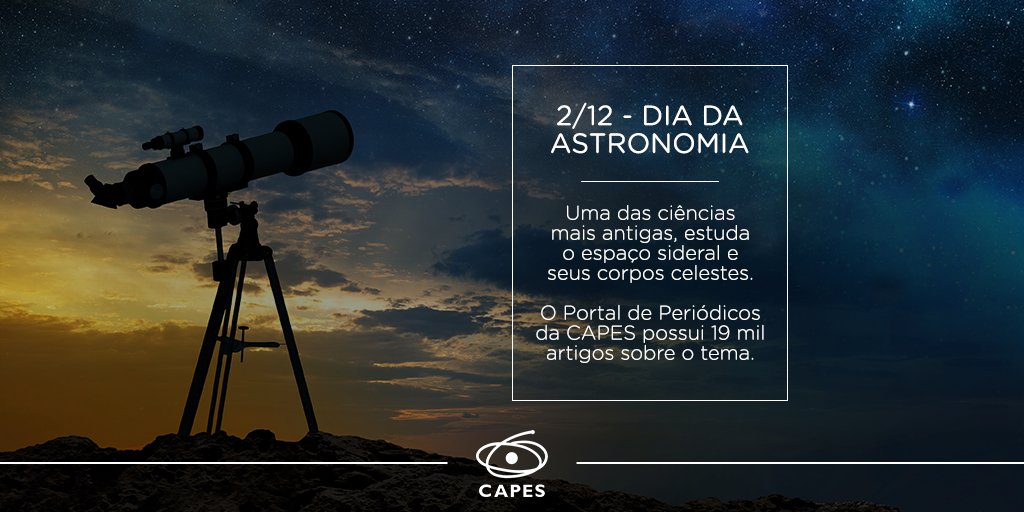 2/12 - DIA DA
ASTRONOMIA
Uma das ciências
mais antigas, estuda
o espaço sideral e
seus corpos celestes.
O Portal de Periódicos
da CAPES possui 19 mil
artigos sobre o tema.
CAPES